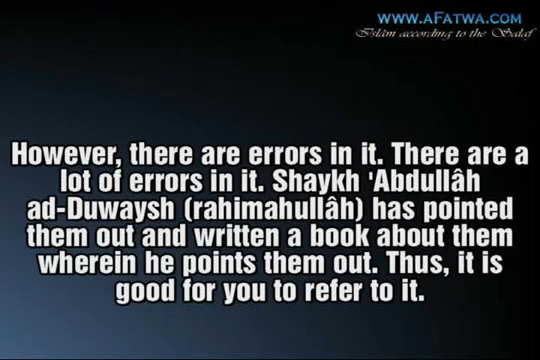 WWW.AFATWA.COM
Islâm according to the Salaf
However, there are errors in it. There are a
lot of errors in it. Shaykh 'Abdullâh
ad-Duwaysh (rahimahullâh) has pointed
them out and written a book about them
wherein he points them out. Thus, it is
good for you to refer to it.